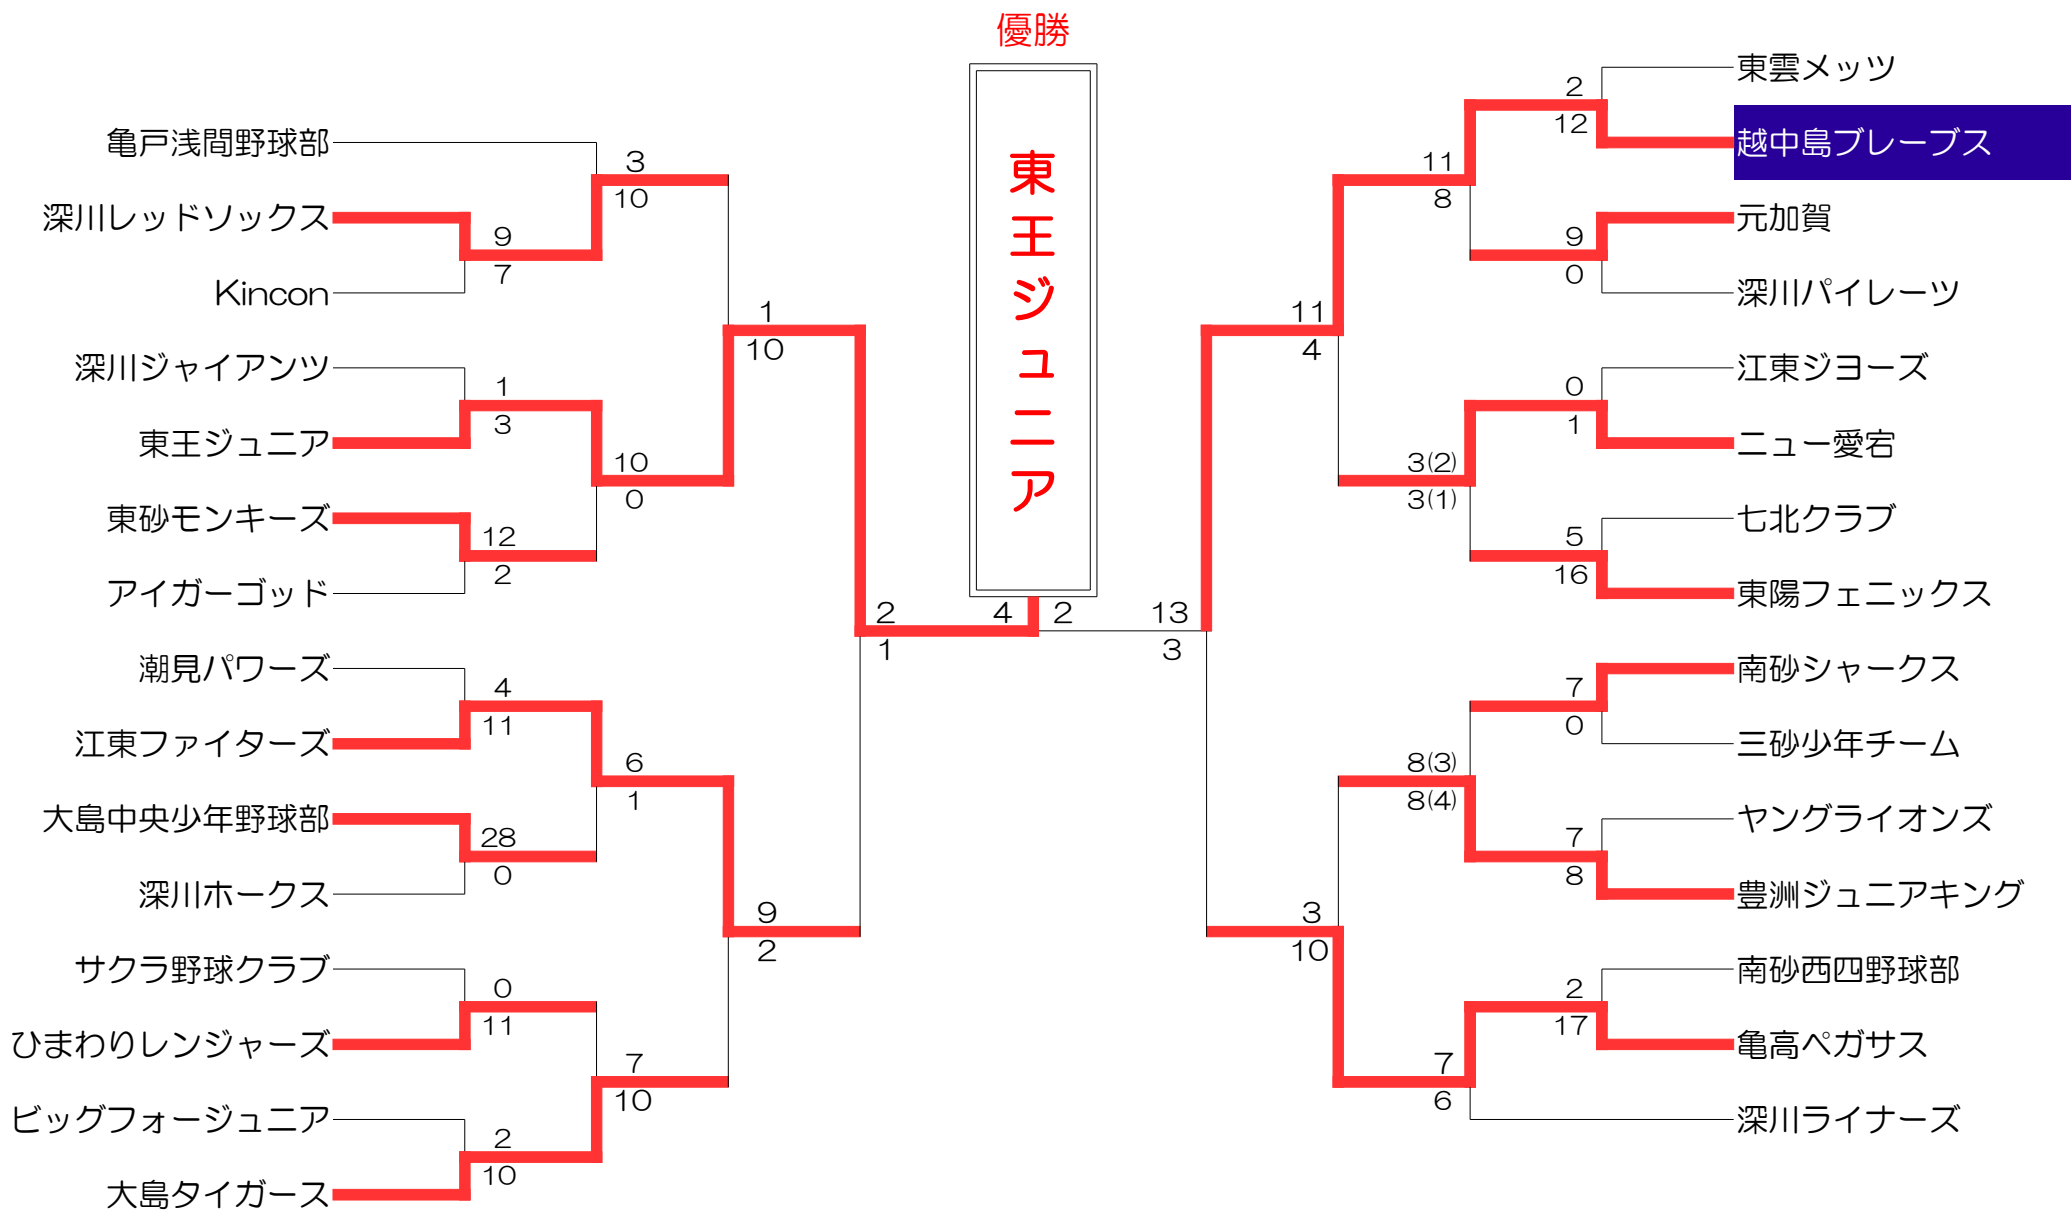 優勝
東王ジュニア
亀戸浅間野球部
深川レッドソックス
Kincon
深川ジャイアンツ
東王ジュニア
東砂モンキーズ
アイガーゴッド
潮見パワーズ
江東ファイターズ
大島中央少年野球部
深川ホークス
サクラ野球クラブ
ひまわりレンジャーズ
ビッグフォージュニア
大島タイガース
9
7
1
3
12
2
4
11
28
0
0
11
2
10
3
10
10
0
6
1
7
10
1
10
9
2
2
1
4
2
13
3
11
4
3
10
11
8
3(2)
3(1)
8(3)
8(4)
7
6
2
12
9
0
0
1
5
16
7
0
7
8
2
17
東雲メッツ
越中島ブレーブス
元加賀
深川パイレーツ
江東ジヨーズ
ニュー愛宕
七北クラブ
東陽フェニックス
南砂シャークス
三砂少年チーム
ヤングライオンズ
豊洲ジュニアキング
南砂西四野球部
亀高ペガサス
深川ライナーズ